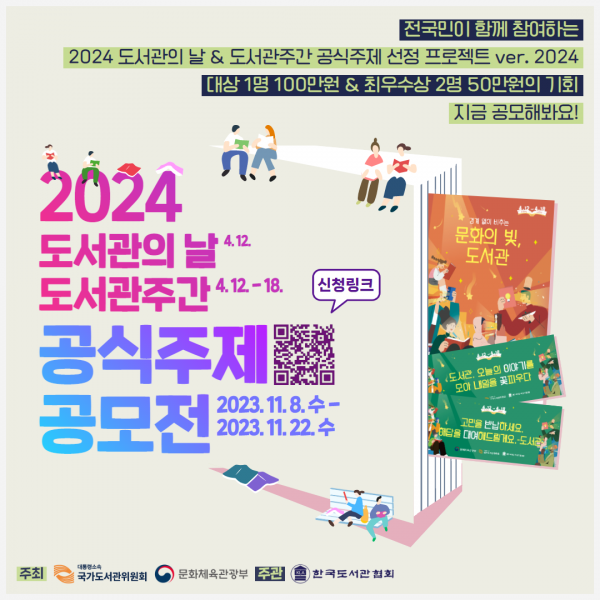 전국민이 함께 참여하는
2024 도서관의 날 & 도서관주간 공식주제 선정 프로젝트 ver. 2024
대상 1명 100만원 & 최우수상 2명 50만원의 기회
지금 공모해봐요!
2024
도서관의 날 4.12.
도서관주간 4.12. - 18.
신청링크
공식주제
공모전
2023. 11. 8. 수 -
2023. 11. 22. 수
문화의 빛,
도서관
도서관, 오늘의 이야기를
모아 내일을 꽃피우다
고민을 반납하세요
해답을 대여해드릴게요, -도서관
주최
대통령소속
국가도서관위원회
문화체육관광부
주관
한국도서관협회